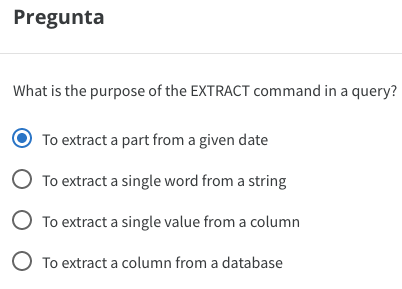 Pregunta
What is the purpose of the EXTRACT command in a query?
To extract a part from a given date
To extract a single word from a string
To extract a single value from a column
To extract a column from a database